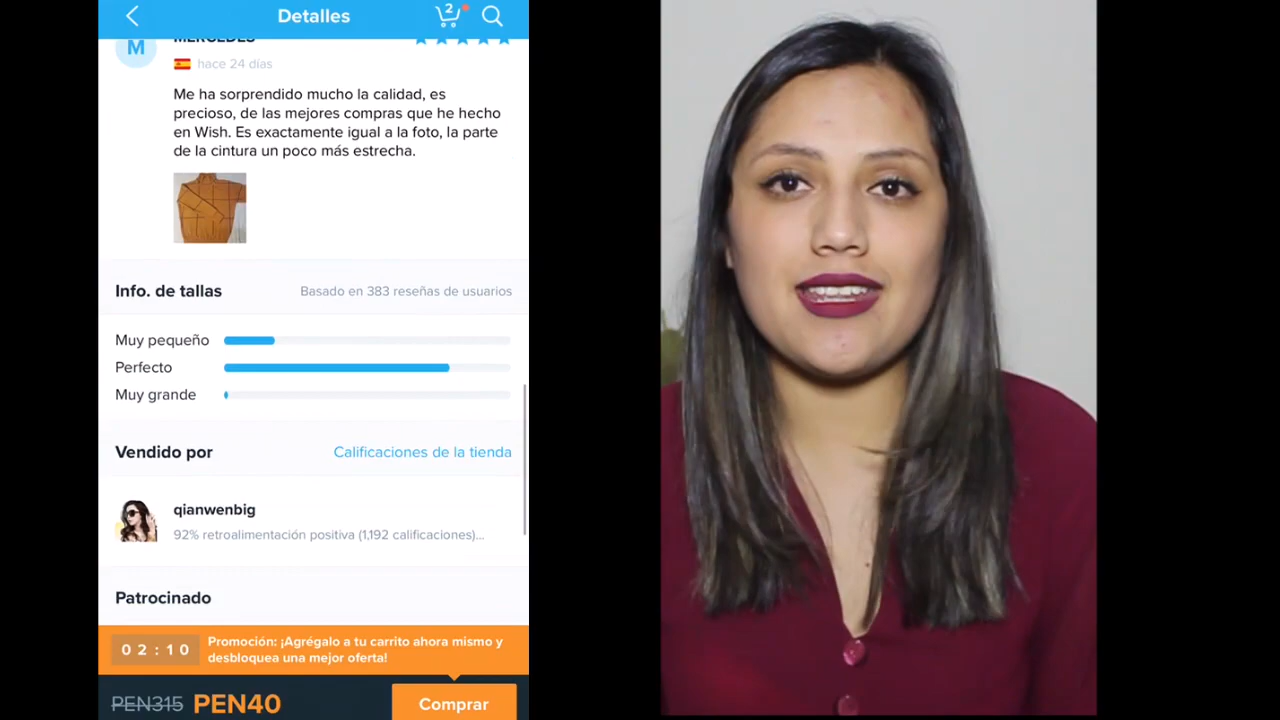 Detalles
2
M
MERCEDES
hace 24 días
Me ha sorprendido mucho la calidad, es
precioso, de las mejores compras que he hecho
en Wish. Es exactamente igual a la foto, la parte
de la cintura un poco más estrecha.
Info. de tallas
Basado en 383 reseñas de usuarios
Muy pequeño
Perfecto
Muy grande
Vendido por
Calificaciones de la tienda
qianwenbig
92% retroalimentación positiva (1,192 calificaciones)...
Patrocinado
02:10
Promoción: ¡Agrégalo a tu carrito ahora mismo y
desbloquea una mejor oferta!
PEN315 PEN40
Comprar